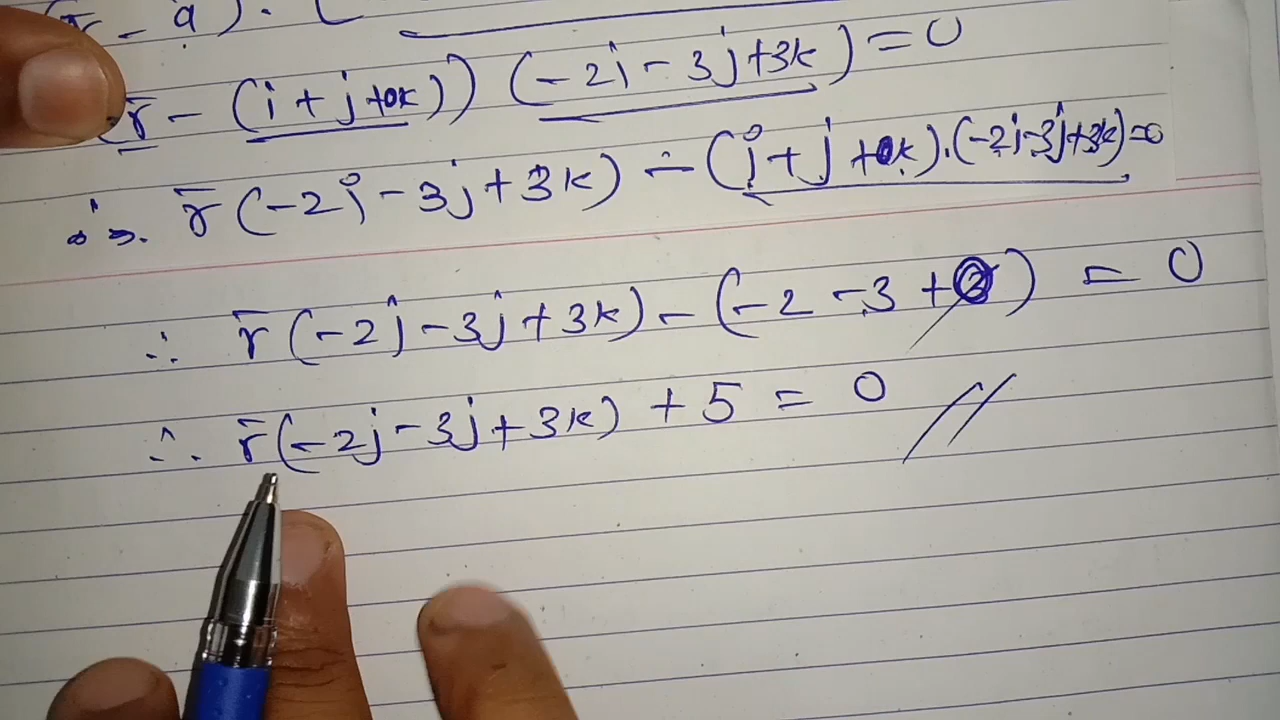 r̄ - a) . (
(r̄ - (i + j + 0k)) (-2i - 3j + 3k) = 0
∴ r̄ (-2i - 3j + 3k) - (i + j + 0k) . (-2i - 3j + 3k) = 0
∴ r̄ (-2j - 3j + 3k) - (-2 - 3 + ) = 0
∴ r̄ (-2j - 3j + 3k) + 5 = 0 //